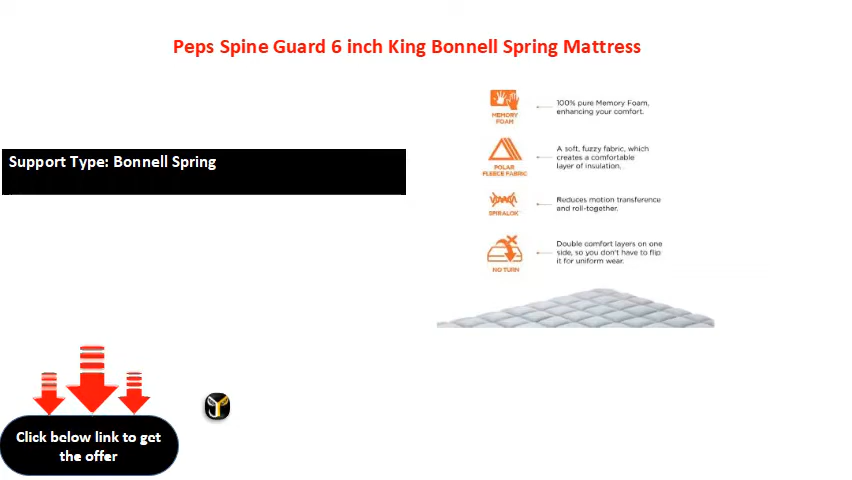 Peps Spine Guard 6 inch King Bonnell Spring Mattress
Support Type: Bonnell Spring
MEMORY
FOAM
100% pure Memory Foam,
enhancing your comfort.
POLAR
FLEECE FABRIC
A soft, fuzzy fabric, which
creates a comfortable
layer of insulation.
SPIRALOK
Reduces motion transference
and roll-together.
NO TURN
Double comfort layers on one
side, so you don't have to flip
it for uniform wear.
Click below link to get
the offer